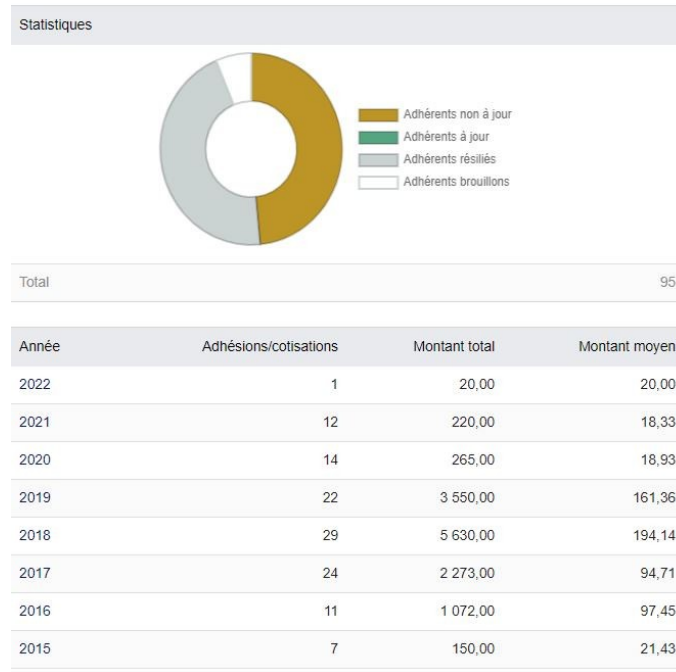 Statistiques
Adhérents non à jour
Adhérents à jour
Adhérents résiliés
Adhérents brouillons
Total 95
Année Adhésions/cotisations Montant total Montant moyen
2022 1 20,00 20,00
2021 12 220,00 18,33
2020 14 265,00 18,93
2019 22 3 550,00 161,36
2018 29 5 630,00 194,14
2017 24 2 273,00 94,71
2016 11 1 072,00 97,45
2015 7 150,00 21,43